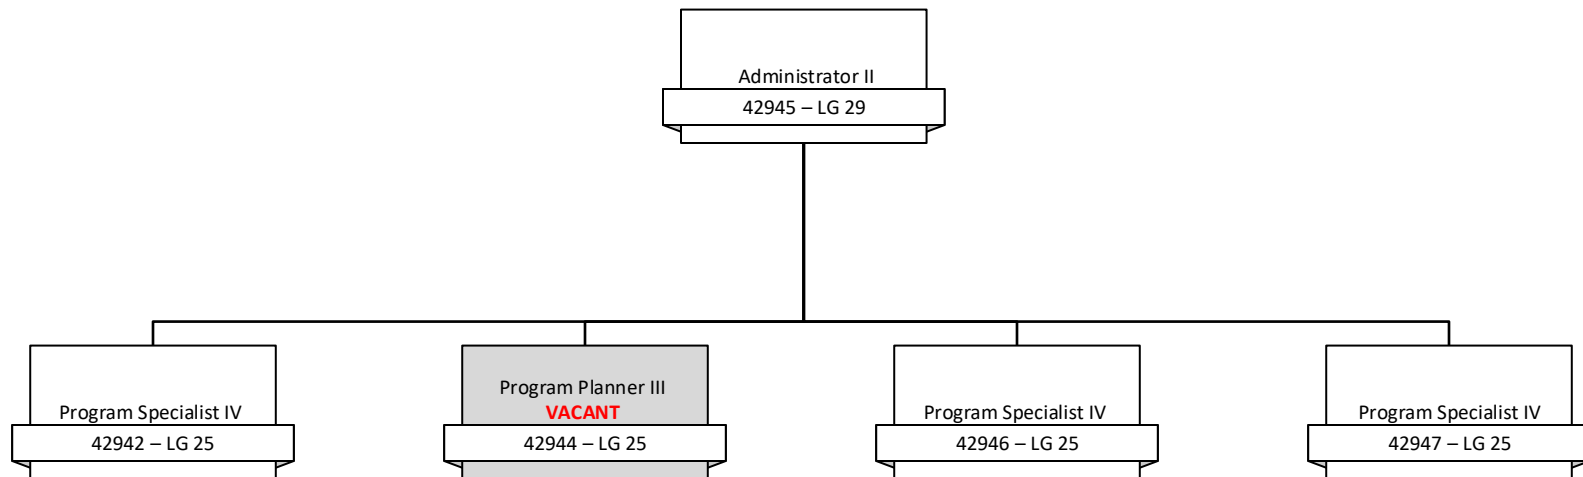 Administrator II
42945 – LG 29
Program Specialist IV
42942 – LG 25
Program Planner III
VACANT
42944 – LG 25
Program Specialist IV
42946 – LG 25
Program Specialist IV
42947 – LG 25